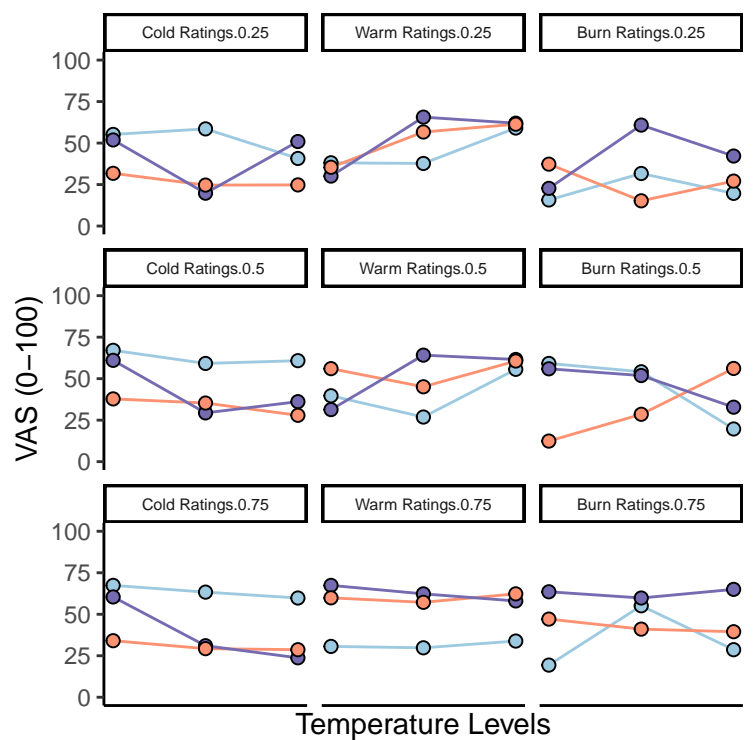 Cold Ratings.0.25
Warm Ratings.0.25
Burn Ratings.0.25
100
75
50
25
0
Cold Ratings.0.5
Warm Ratings.0.5
Burn Ratings.0.5
100
75
50
25
0
Cold Ratings.0.75
Warm Ratings.0.75
Burn Ratings.0.75
100
75
50
25
0
VAS (0−100)
Temperature Levels